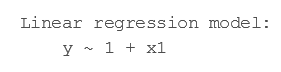 Linear regression model:
y ~ 1 + x1